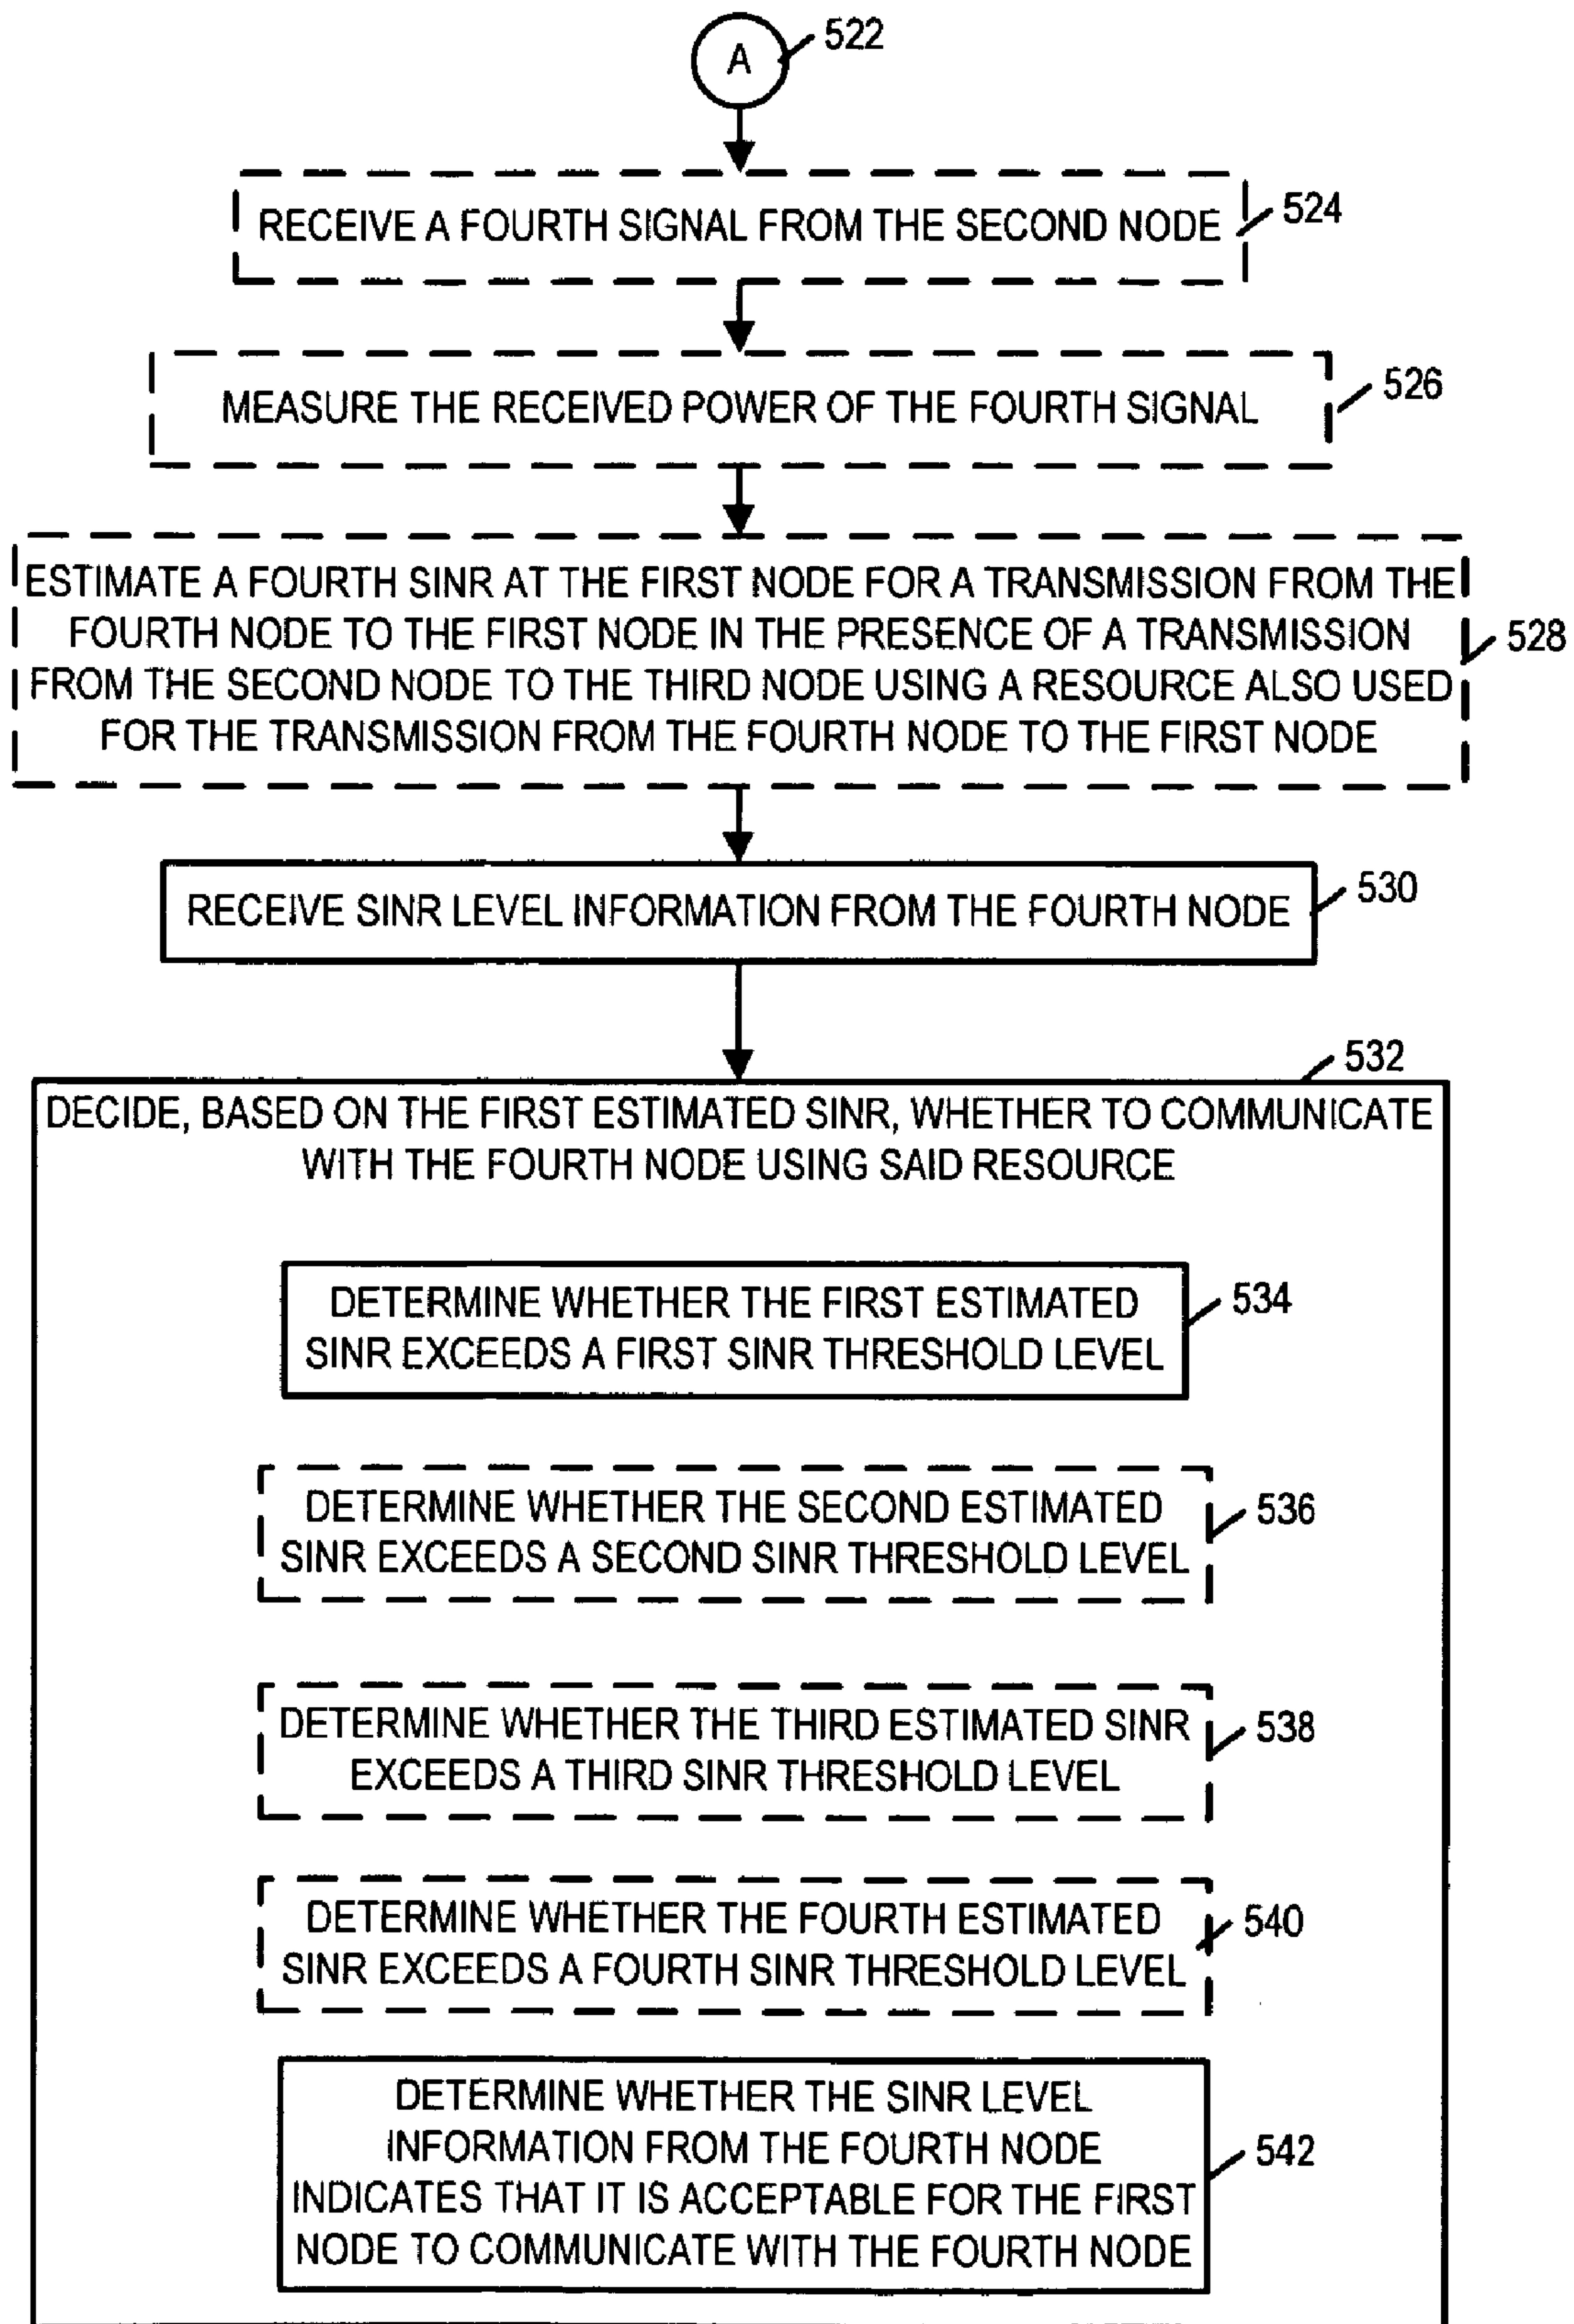 A
522
RECEIVE A FOURTH SIGNAL FROM THE SECOND NODE
524
MEASURE THE RECEIVED POWER OF THE FOURTH SIGNAL
526
ESTIMATE A FOURTH SINR AT THE FIRST NODE FOR A TRANSMISSION FROM THE
FOURTH NODE TO THE FIRST NODE IN THE PRESENCE OF A TRANSMISSION
FROM THE SECOND NODE TO THE THIRD NODE USING A RESOURCE ALSO USED
FOR THE TRANSMISSION FROM THE FOURTH NODE TO THE FIRST NODE
528
RECEIVE SINR LEVEL INFORMATION FROM THE FOURTH NODE
530
532
DECIDE, BASED ON THE FIRST ESTIMATED SINR, WHETHER TO COMMUNICATE
WITH THE FOURTH NODE USING SAID RESOURCE
DETERMINE WHETHER THE FIRST ESTIMATED
SINR EXCEEDS A FIRST SINR THRESHOLD LEVEL
534
DETERMINE WHETHER THE SECOND ESTIMATED
SINR EXCEEDS A SECOND SINR THRESHOLD LEVEL
536
DETERMINE WHETHER THE THIRD ESTIMATED SINR
EXCEEDS A THIRD SINR THRESHOLD LEVEL
538
DETERMINE WHETHER THE FOURTH ESTIMATED
SINR EXCEEDS A FOURTH SINR THRESHOLD LEVEL
540
DETERMINE WHETHER THE SINR LEVEL
INFORMATION FROM THE FOURTH NODE
INDICATES THAT IT IS ACCEPTABLE FOR THE FIRST
NODE TO COMMUNICATE WITH THE FOURTH NODE
542